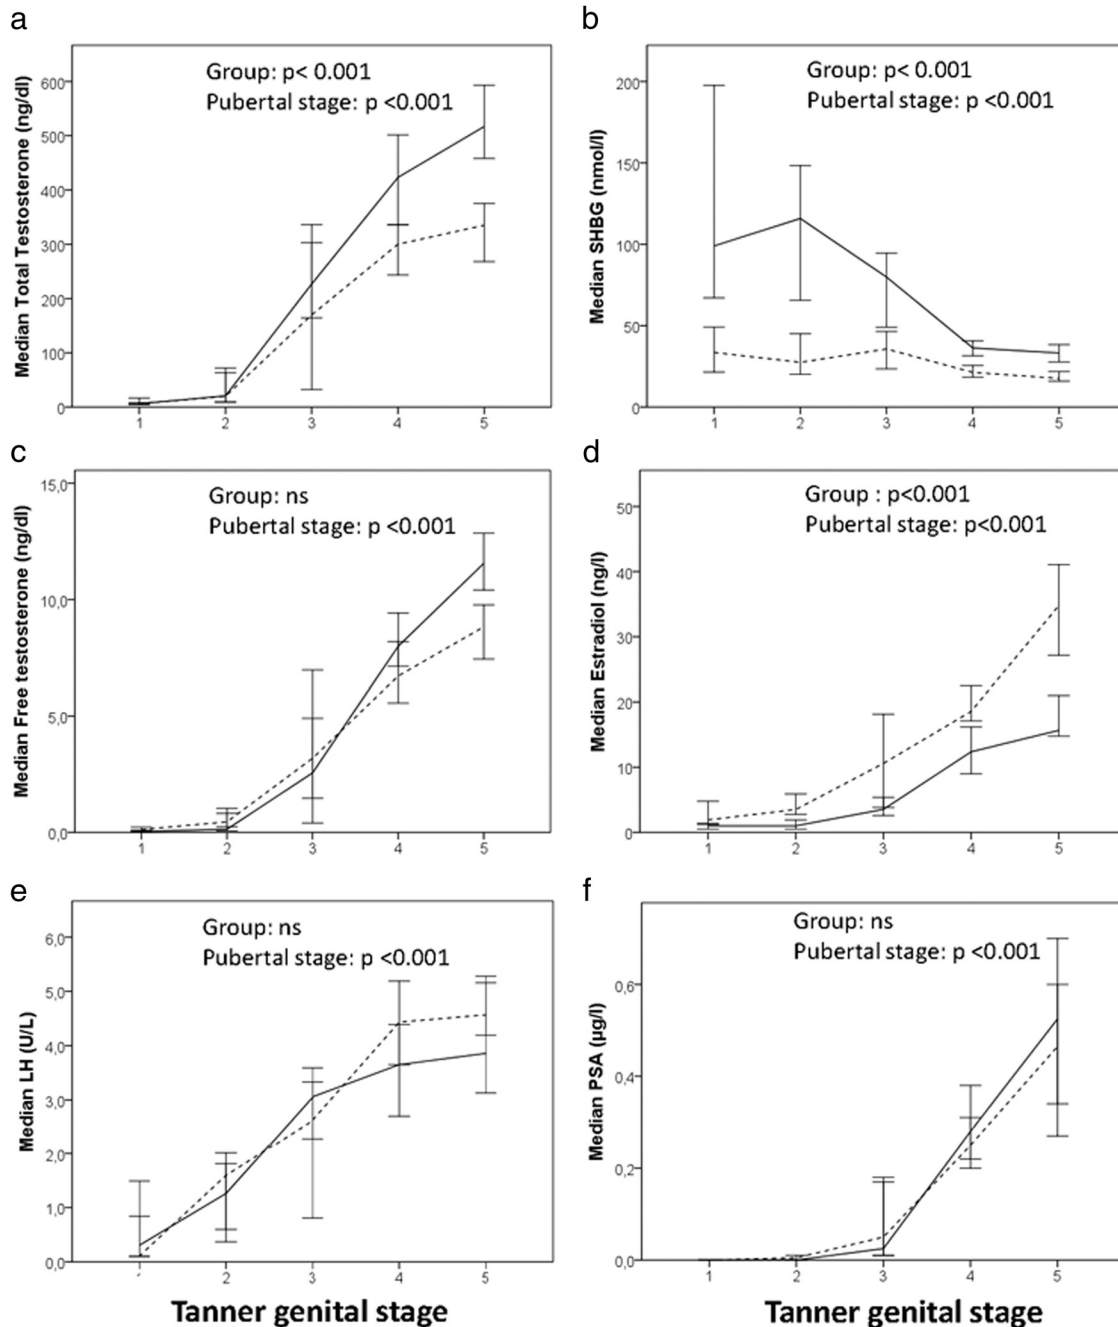 a
Median Total Testosterone (ng/dl)
Group: p< 0.001
Pubertal stage: p <0.001
600
500
400
300
200
100
0
1 2 3 4 5
b
Median SHBG (nmol/l)
Group: p< 0.001
Pubertal stage: p <0.001
200
150
100
50
0
1 2 3 4 5
c
Median Free testosterone (ng/dl)
Group: ns
Pubertal stage: p <0.001
15,0
10,0
5,0
0,0
1 2 3 4 5
d
Median Estradiol (ng/l)
Group : p<0.001
Pubertal stage: p<0.001
50
40
30
20
10
0
1 2 3 4 5
e
Median LH (U/L)
Group: ns
Pubertal stage: p <0.001
6,0
5,0
4,0
3,0
2,0
1,0
0,0
2 3 4 5
Tanner genital stage
f
Median PSA (µg/l)
Group: ns
Pubertal stage: p <0.001
0,6
0,4
0,2
0,0
1 2 3 4 5
Tanner genital stage